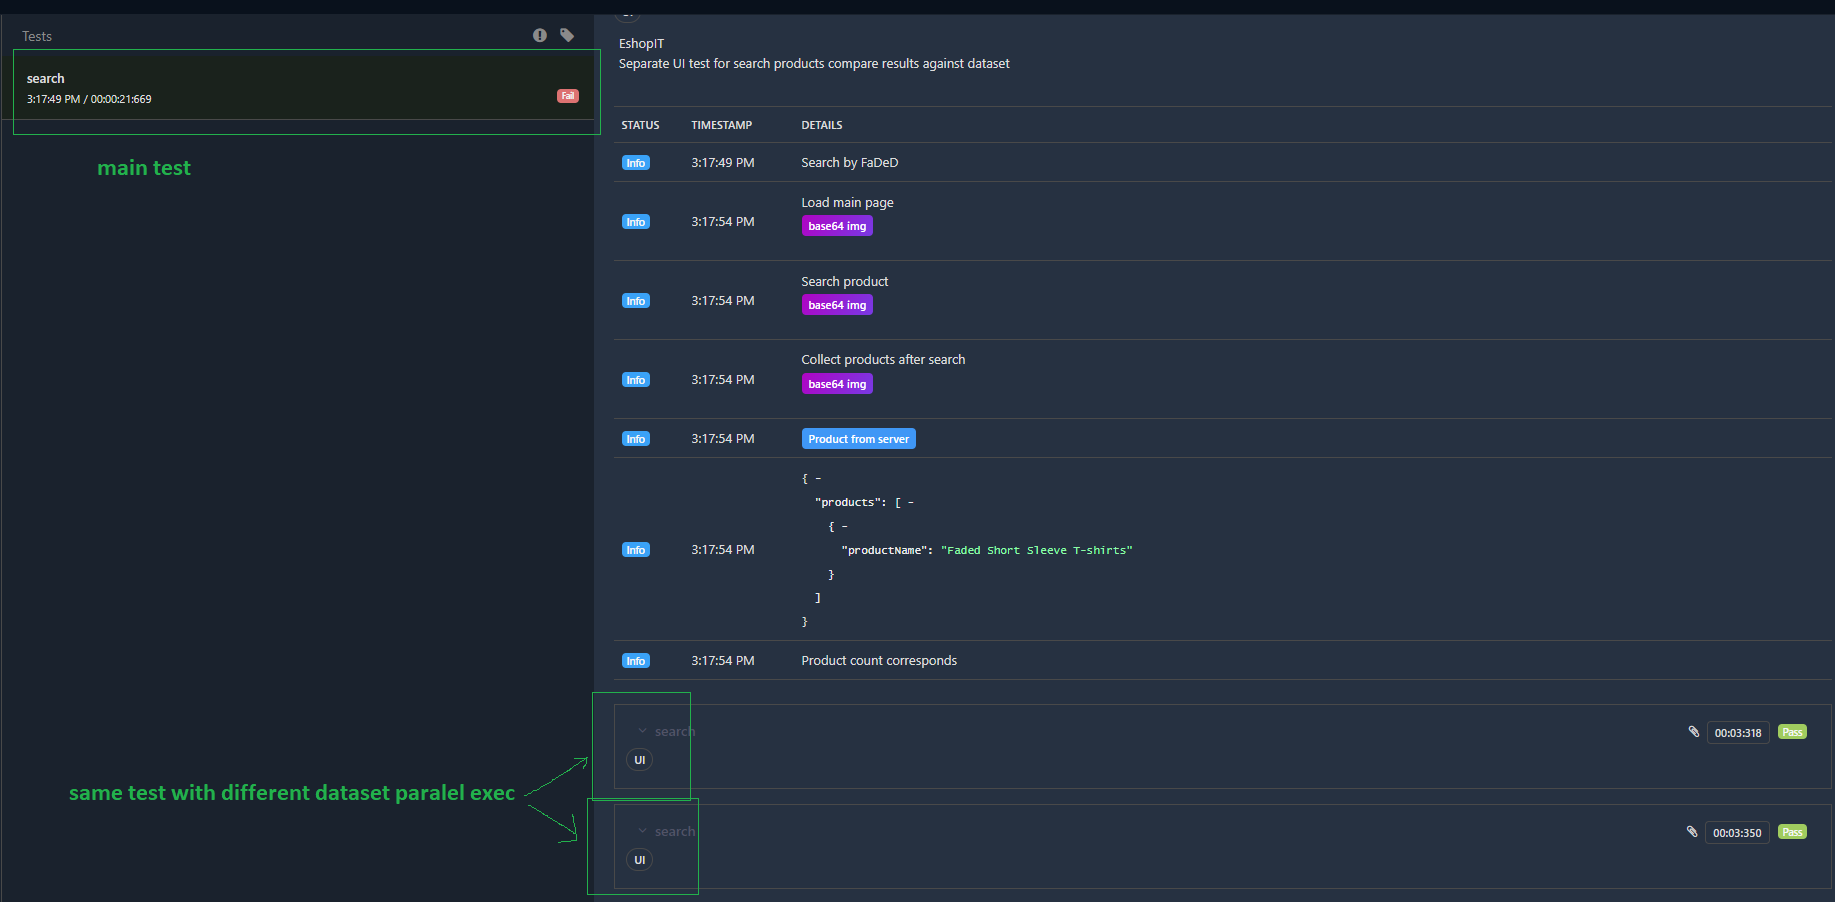 Tests
search
3:17:49 PM / 00:00:21:669
Fail
main test
EshopIT
Separate UI test for search products compare results against dataset
STATUS TIMESTAMP DETAILS
Info 3:17:49 PM Search by FaDeD
Load main page
Info 3:17:54 PM base64 img
Search product
Info 3:17:54 PM base64 img
Collect products after search
Info 3:17:54 PM base64 img
Info 3:17:54 PM Product from server
{ -
"products": [ -
{ -
Info 3:17:54 PM "productName": "Faded Short Sleeve T-shirts"
}
]
}
Info 3:17:54 PM Product count corresponds
search 00:03:318 Pass
UI
same test with different dataset paralel exec
search 00:03:350 Pass
UI